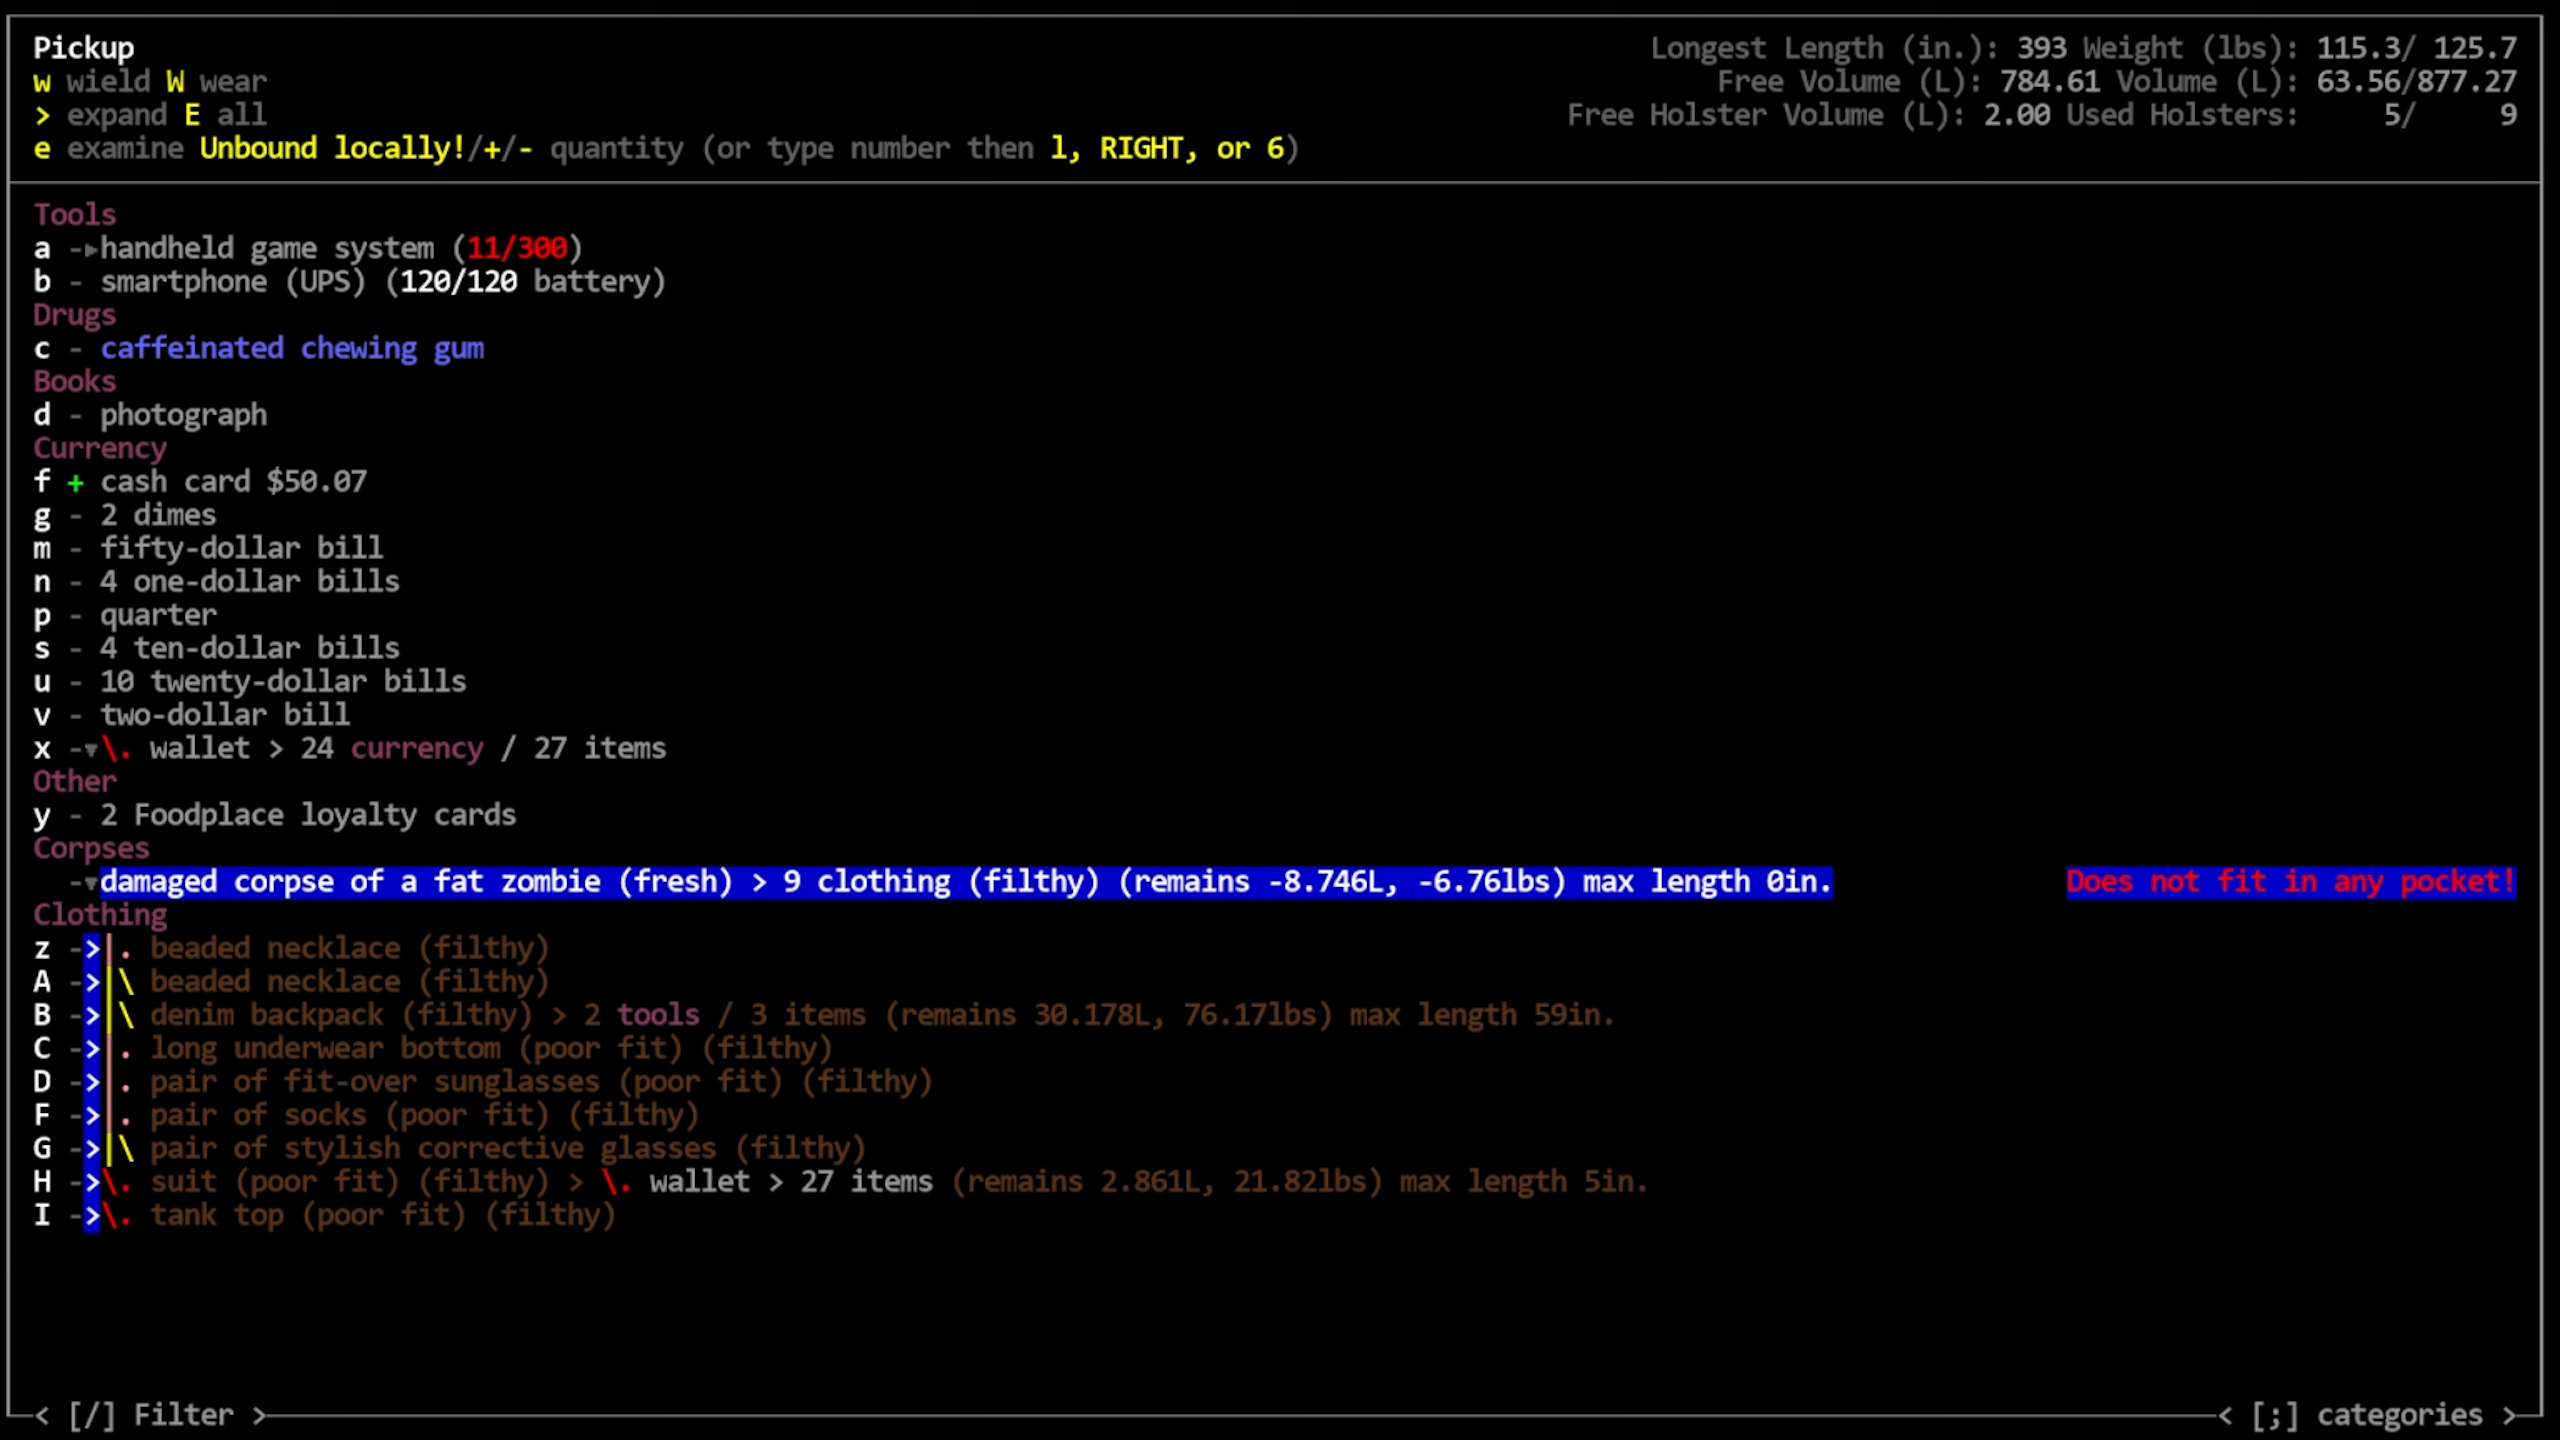 Pickup Longest Length (in.): 393 Weight (lbs): 115.3/ 125.7
w wield W wear Free Volume (L): 784.61 Volume (L): 63.56/877.27
> expand E all Free Holster Volume (L): 2.00 Used Holsters: 5/ 9
e examine Unbound locally!/+/- quantity (or type number then l, RIGHT, or 6)
Tools
a -▸handheld game system (11/300)
b - smartphone (UPS) (120/120 battery)
Drugs
c - caffeinated chewing gum
Books
d - photograph
Currency
f + cash card $50.07
g - 2 dimes
m - fifty-dollar bill
n - 4 one-dollar bills
p - quarter
s - 4 ten-dollar bills
u - 10 twenty-dollar bills
v - two-dollar bill
x -▾\. wallet > 24 currency / 27 items
Other
y - 2 Foodplace loyalty cards
Corpses
-▾damaged corpse of a fat zombie (fresh) > 9 clothing (filthy) (remains -8.746L, -6.76lbs) max length 0in. Does not fit in any pocket!
Clothing
z ->|. beaded necklace (filthy)
A ->|\ beaded necklace (filthy)
B ->|\ denim backpack (filthy) > 2 tools / 3 items (remains 30.178L, 76.17lbs) max length 59in.
C ->|. long underwear bottom (poor fit) (filthy)
D ->|. pair of fit-over sunglasses (poor fit) (filthy)
F ->|. pair of socks (poor fit) (filthy)
G ->|\ pair of stylish corrective glasses (filthy)
H ->\. suit (poor fit) (filthy) > \. wallet > 27 items (remains 2.861L, 21.82lbs) max length 5in.
I ->\. tank top (poor fit) (filthy)
< [/] Filter > < [;] categories >